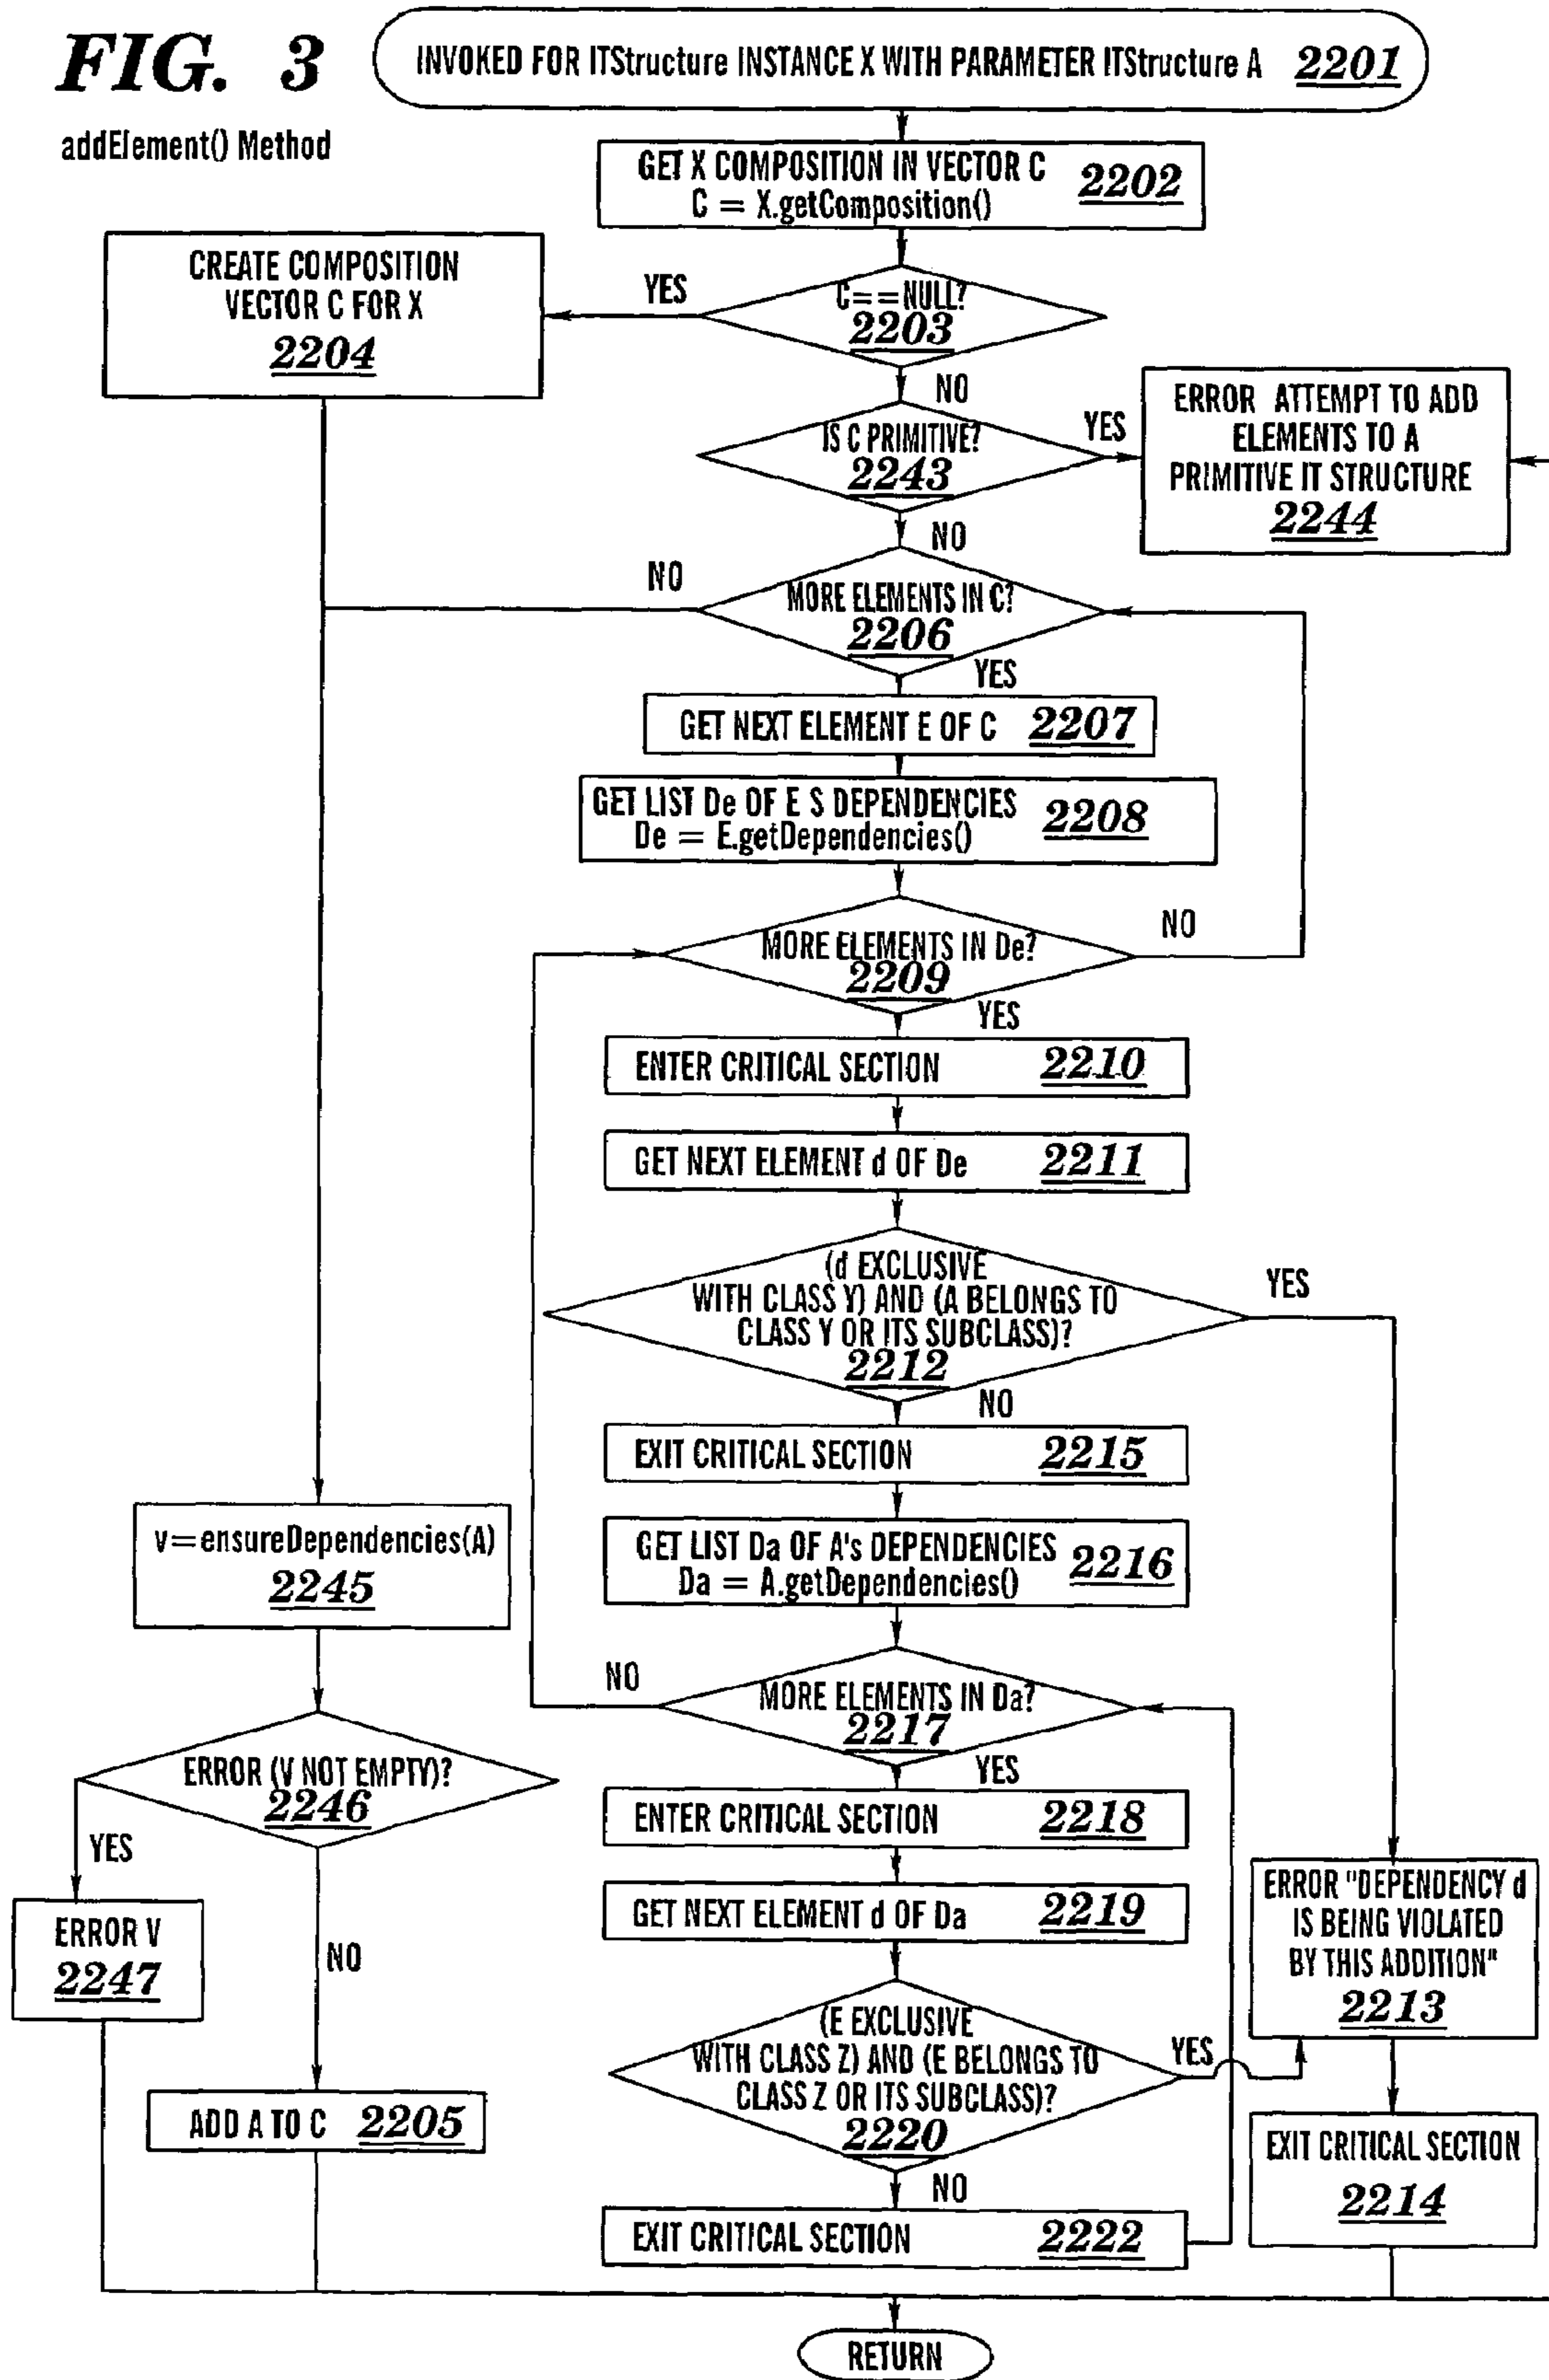 FIG. 3
addElement() Method
INVOKED FOR ITStructure INSTANCE X WITH PARAMETER ITStructure A 2201
GET X COMPOSITION IN VECTOR C
C = X.getComposition()
2202
C==NULL?
2203
YES
NO
CREATE COMPOSITION
VECTOR C FOR X
2204
IS C PRIMITIVE?
2243
YES
NO
ERROR ATTEMPT TO ADD
ELEMENTS TO A
PRIMITIVE IT STRUCTURE
2244
MORE ELEMENTS IN C?
2206
NO
YES
GET NEXT ELEMENT E OF C 2207
GET LIST De OF E S DEPENDENCIES
De = E.getDependencies()
2208
MORE ELEMENTS IN De?
2209
NO
YES
ENTER CRITICAL SECTION 2210
GET NEXT ELEMENT d OF De 2211
(d EXCLUSIVE
WITH CLASS Y) AND (A BELONGS TO
CLASS Y OR ITS SUBCLASS)?
2212
YES
NO
EXIT CRITICAL SECTION 2215
GET LIST Da OF A's DEPENDENCIES
Da = A.getDependencies()
2216
MORE ELEMENTS IN Da?
2217
NO
YES
ENTER CRITICAL SECTION 2218
GET NEXT ELEMENT d OF Da 2219
(E EXCLUSIVE
WITH CLASS Z) AND (E BELONGS TO
CLASS Z OR ITS SUBCLASS)?
2220
YES
NO
EXIT CRITICAL SECTION 2222
ERROR "DEPENDENCY d
IS BEING VIOLATED
BY THIS ADDITION"
2213
EXIT CRITICAL SECTION
2214
v=ensureDependencies(A)
2245
ERROR (V NOT EMPTY)?
2246
YES
NO
ERROR V
2247
ADD A TO C 2205
RETURN